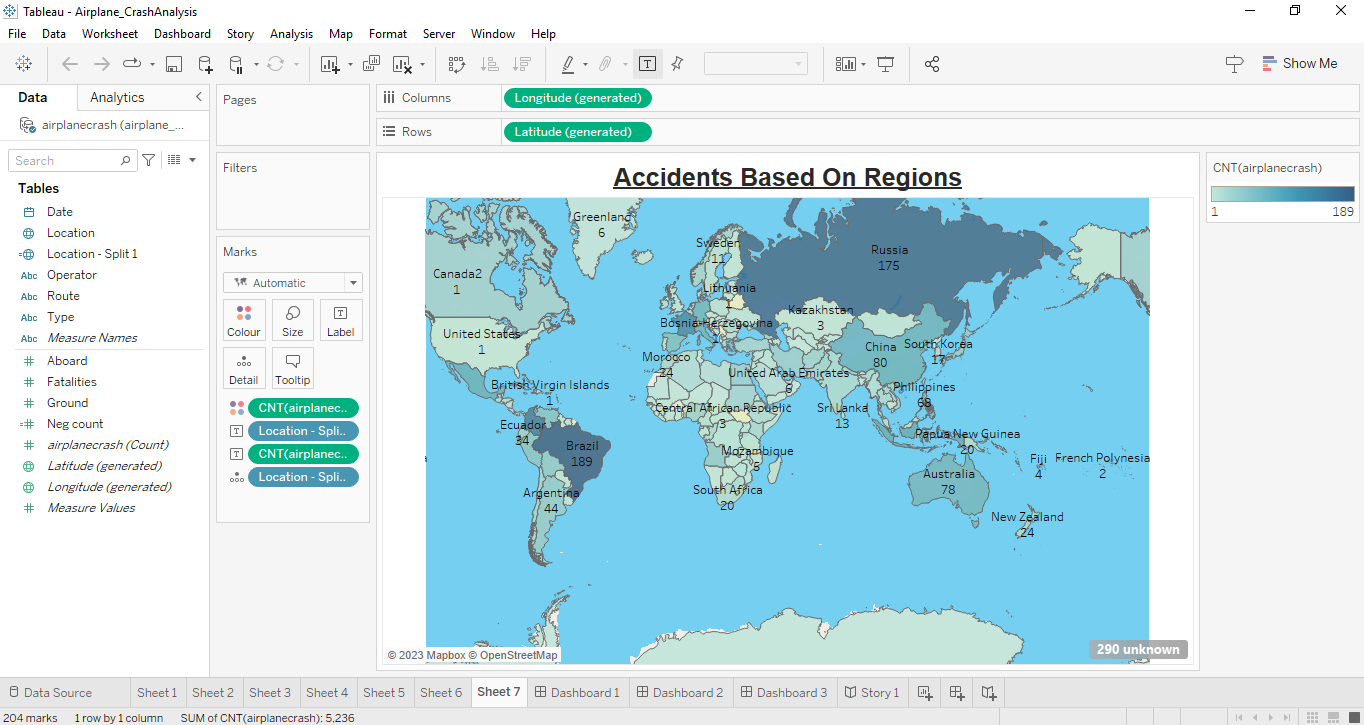 Tableau - Airplane_CrashAnalysis
File Data Worksheet Dashboard Story Analysis Map Format Server Window Help
Show Me
Data Analytics
airplanecrash (airplane_...
Search
Tables
Date
Location
Location - Split 1
Abc Operator
Abc Route
Abc Type
Abc Measure Names
Aboard
Fatalities
Ground
Neg count
airplanecrash (Count)
Latitude (generated)
Longitude (generated)
Measure Values
Pages
Filters
Marks
Automatic
Colour Size Label
Detail Tooltip
CNT(airplanec..
Location - Spli..
CNT(airplanec..
Location - Spli..
Columns Longitude (generated)
Rows Latitude (generated)
Accidents Based On Regions
Greenland
6
Sweden
11
Russia
175
Canada2
1
Lithuania
1
Kazakhstan
3
Bosnia-Herzegovina
1
United States
1
China
80
South Korea
17
Morocco
24
United Arab Emirates
6
British Virgin Islands
1
Philippines
68
Central African Republic
3
Sri Lanka
13
Ecuador
34
Brazil
189
Papua New Guinea
20
Mozambique
5
Fiji
4
French Polynesia
2
Australia
78
Argentina
44
South Africa
20
New Zealand
24
© 2023 Mapbox © OpenStreetMap
290 unknown
CNT(airplanecrash)
1 189
Data Source Sheet 1 Sheet 2 Sheet 3 Sheet 4 Sheet 5 Sheet 6 Sheet 7 Dashboard 1 Dashboard 2 Dashboard 3 Story 1
204 marks 1 row by 1 column SUM of CNT(airplanecrash): 5,236